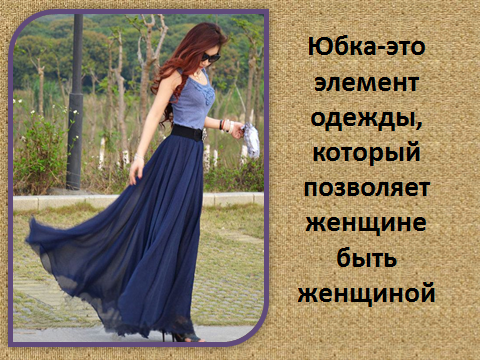 Юбка-это
элемент
одежды,
который
позволяет
женщине
быть
женщиной